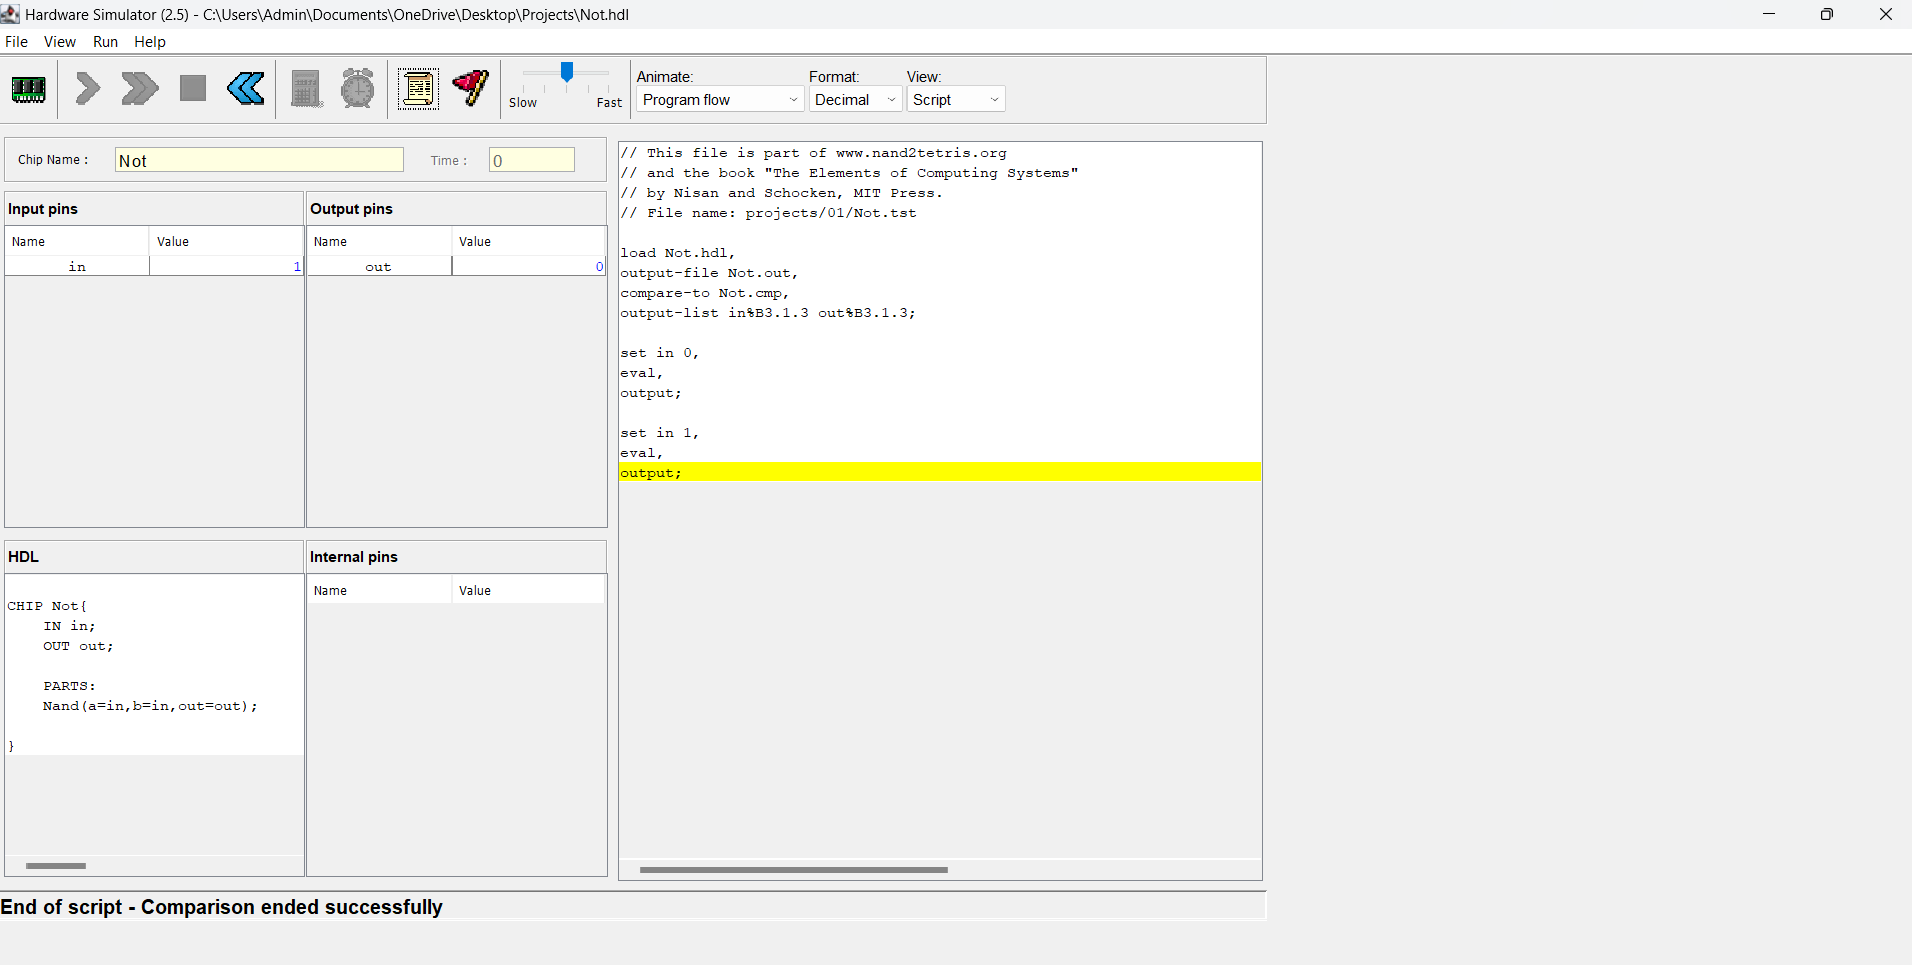 Hardware Simulator (2.5) - C:\Users\Admin\Documents\OneDrive\Desktop\Projects\Not.hdl
File View Run Help
Slow Fast
Animate: Format: View:
Program flow Decimal Script
Chip Name : Not Time : 0
Input pins
Name Value
in 1
Output pins
Name Value
out 0
HDL
CHIP Not{
    IN in;
    OUT out;
    PARTS:
    Nand(a=in,b=in,out=out);
}
Internal pins
Name Value
// This file is part of www.nand2tetris.org
// and the book "The Elements of Computing Systems"
// by Nisan and Schocken, MIT Press.
// File name: projects/01/Not.tst
load Not.hdl,
output-file Not.out,
compare-to Not.cmp,
output-list in%B3.1.3 out%B3.1.3;
set in 0,
eval,
output;
set in 1,
eval,
output;
End of script - Comparison ended successfully